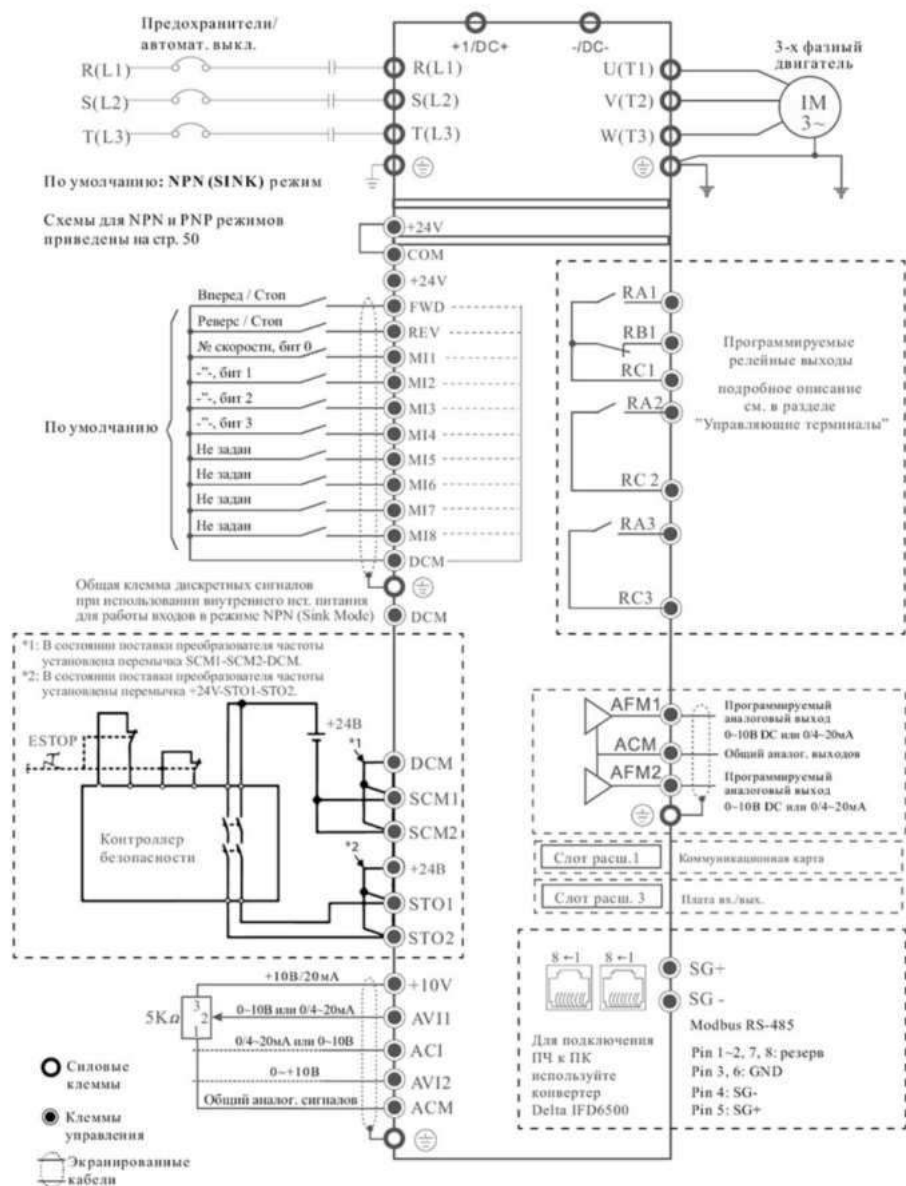 Предохранители/
автомат. выкл.
+1/DC+
-/DC-
3-х фазный
двигатель
R(L1)
R(L1)
U(T1)
S(L2)
S(L2)
V(T2)
IM
3~
T(L3)
T(L3)
W(T3)
По умолчанию: NPN (SINK) режим
Схемы для NPN и PNP режимов
приведены на стр. 50
+24V
COM
+24V
Вперед / Стоп
FWD
Реверс / Стоп
REV
№ скорости, бит 0
MI1
-"-, бит 1
MI2
-"-, бит 2
MI3
По умолчанию
-"-, бит 3
MI4
Не задан
MI5
Не задан
MI6
Не задан
MI7
Не задан
MI8
DCM
Общая клемма дискретных сигналов
при использовании внутреннего ист. питания
для работы входов в режиме NPN (Sink Mode)
DCM
RA1
RB1
RC1
RA2
RC 2
RA3
RC3
Программируемые
релейные выходы
подробное описание
см. в разделе
"Управляющие терминалы"
*1: В состоянии поставки преобразователя частоты
установлена перемычка SCM1-SCM2-DCM.
*2: В состоянии поставки преобразователя частоты
установлены перемычка +24V-STO1-STO2.
ESTOP
+24В
*1
DCM
SCM1
SCM2
Контроллер
безопасности
*2
+24В
STO1
STO2
AFM1
Программируемый
аналоговый выход
0~10В DC или 0/4~20мА
ACM
Общий аналог. выходов
AFM2
Программируемый
аналоговый выход
0~10В DC или 0/4~20мА
Слот расш.1
Коммуникационная карта
Слот расш. 3
Плата вх./вых.
+10В/20мА
+10V
5KΩ
3
2
1
0~10В или 0/4~20мА
AVI1
0/4~20мА или 0~10В
ACI
0~+10В
AVI2
Общий аналог. сигналов
ACM
8 ←1
8 ←1
SG+
SG -
Modbus RS-485
Для подключения
ПЧ к ПК
используйте
конвертер
Delta IFD6500
Pin 1~2, 7, 8: резерв
Pin 3, 6: GND
Pin 4: SG-
Pin 5: SG+
Силовые
клеммы
Клеммы
управления
Экранированные
кабели